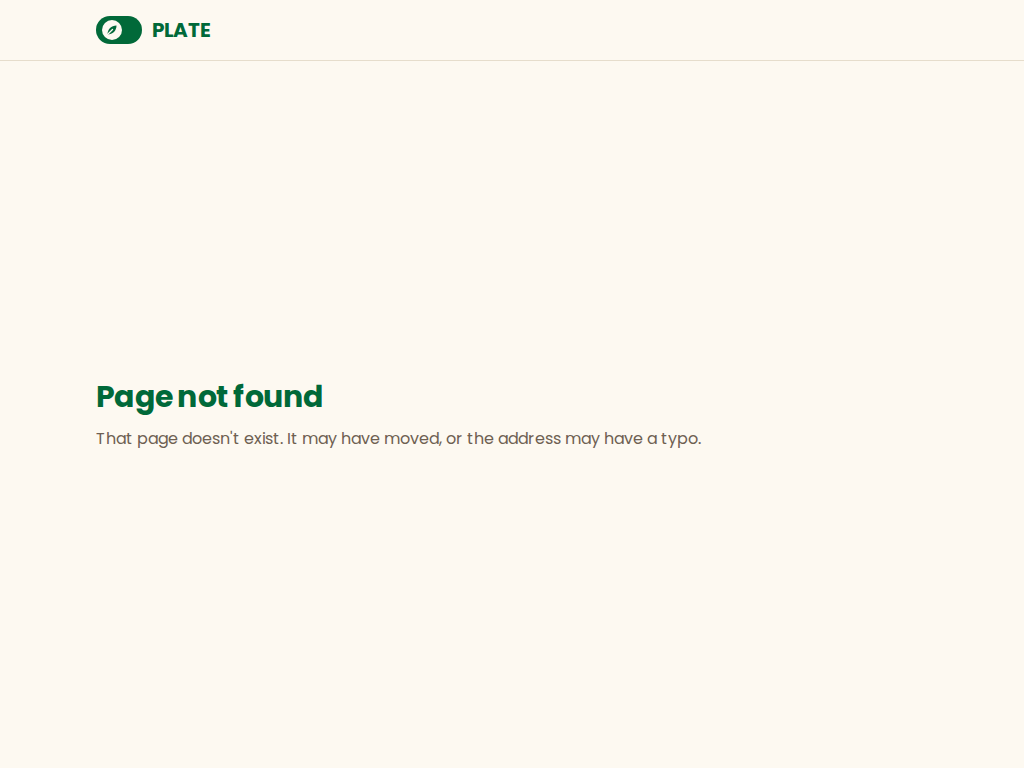 PLATE
Page not found
That page doesn't exist. It may have moved, or the address may have a typo.